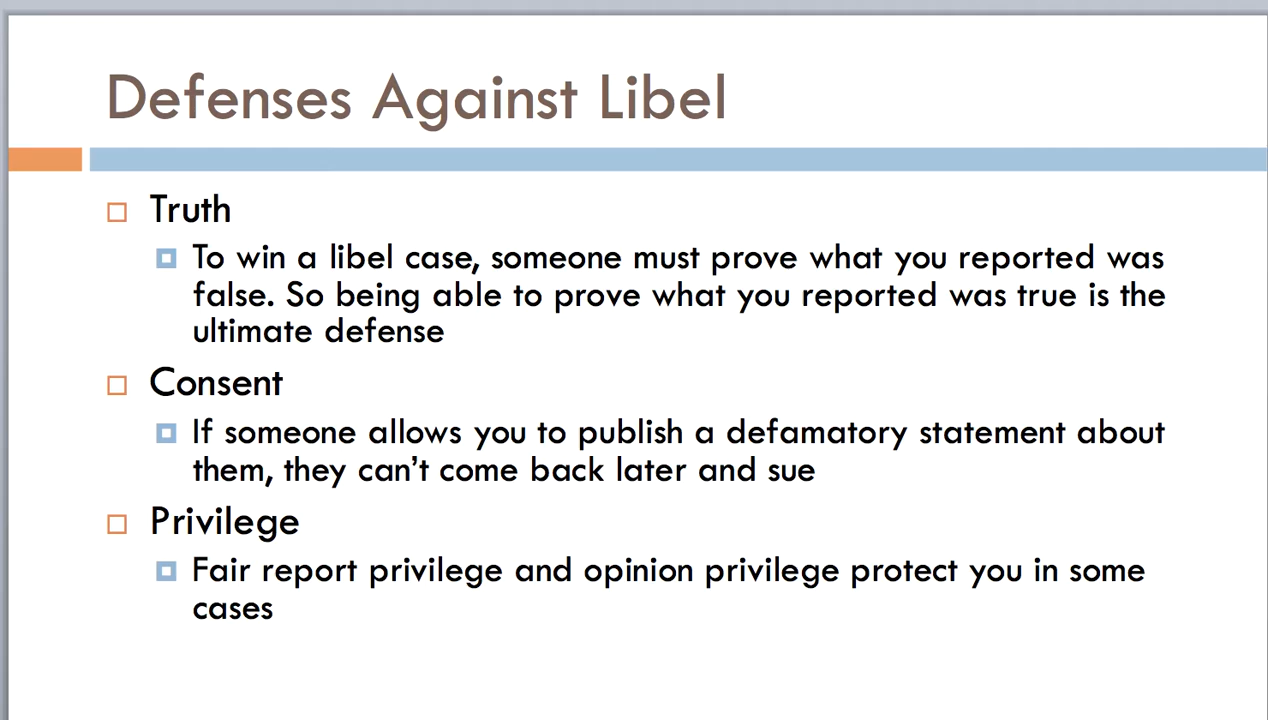 Defenses Against Libel
Truth
To win a libel case, someone must prove what you reported was
false. So being able to prove what you reported was true is the
ultimate defense
Consent
If someone allows you to publish a defamatory statement about
them, they can’t come back later and sue
Privilege
Fair report privilege and opinion privilege protect you in some
cases